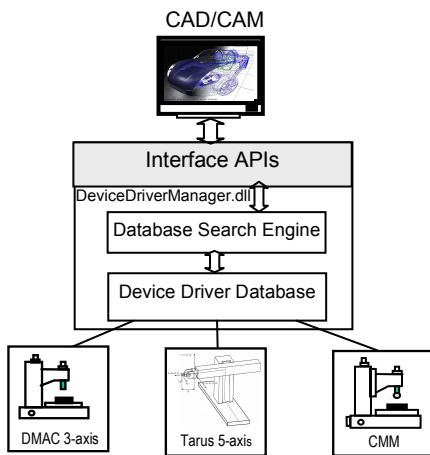 CAD/CAM
Interface APIs
DeviceDriverManager.dll
Database Search Engine
Device Driver Database
DMAC 3-axis
Tarus 5-axis
CMM